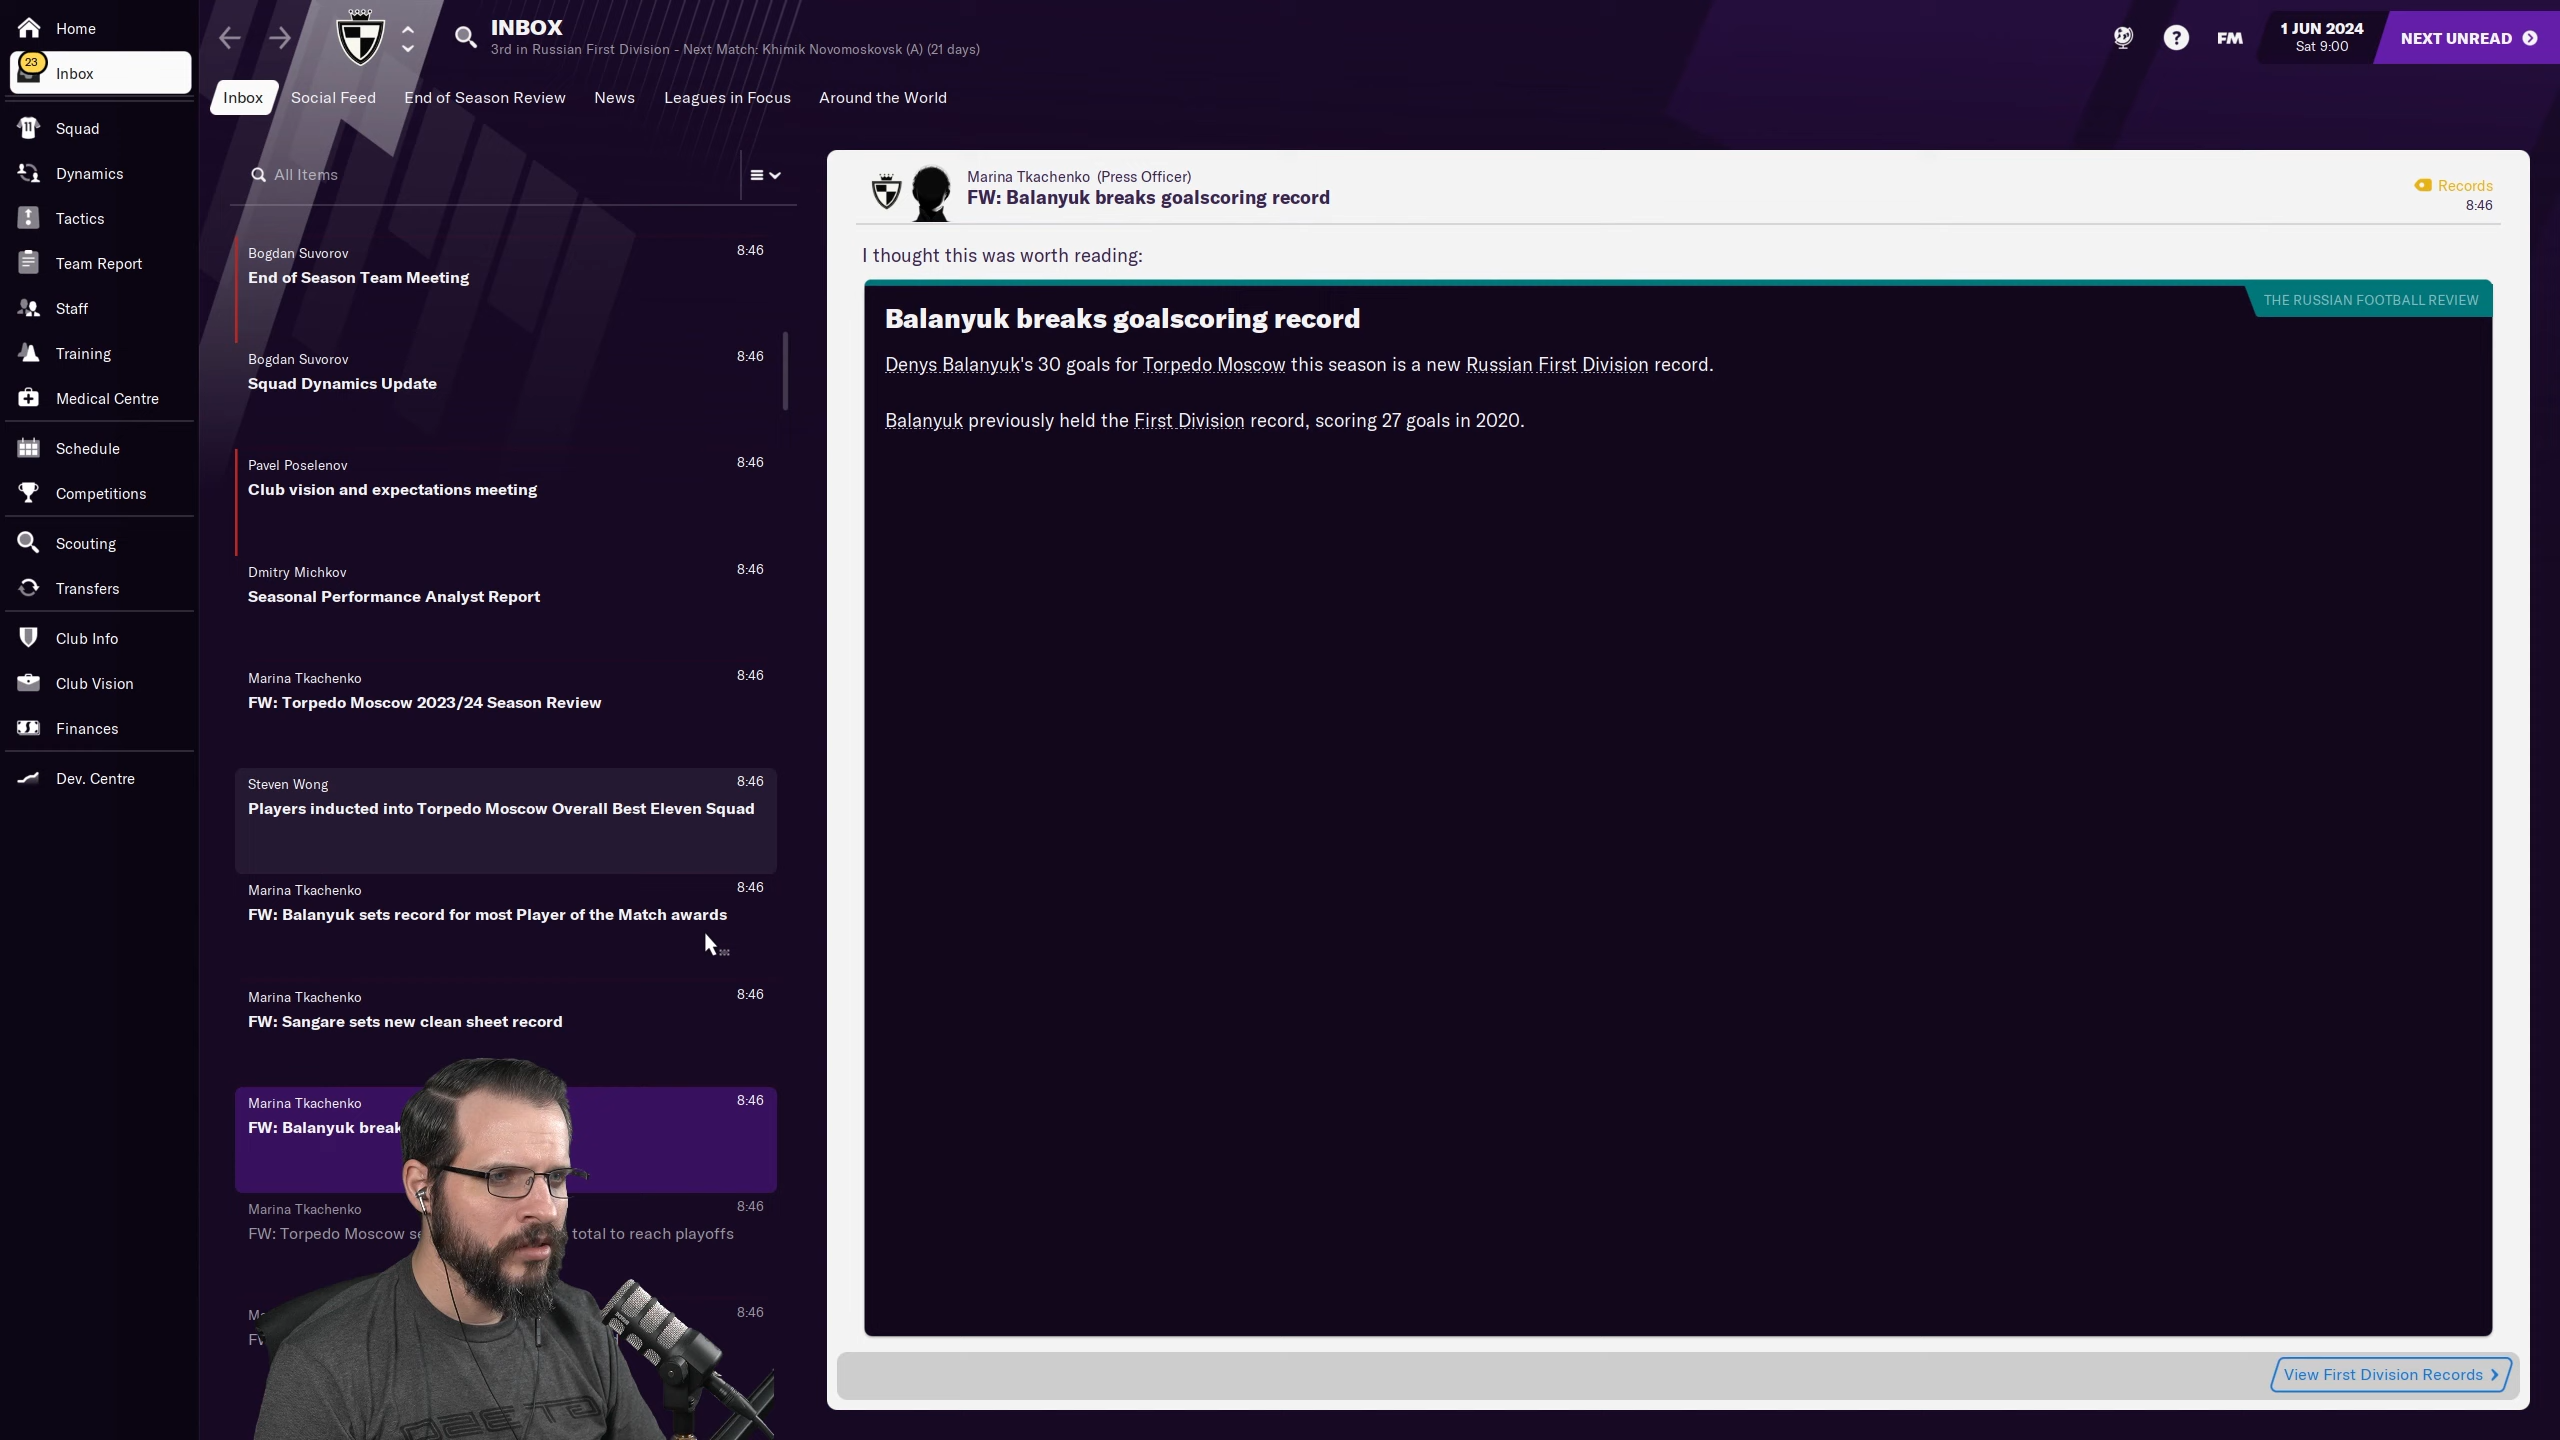 Home
23
Inbox
Squad
Dynamics
Tactics
Team Report
Staff
Training
Medical Centre
Schedule
Competitions
Scouting
Transfers
Club Info
Club Vision
Finances
Dev. Centre
INBOX
3rd in Russian First Division - Next Match: Khimik Novomoskovsk (A) (21 days)
FM
1 JUN 2024
Sat 9:00
NEXT UNREAD
Inbox
Social Feed
End of Season Review
News
Leagues in Focus
Around the World
All Items
Bogdan Suvorov 8:46
End of Season Team Meeting
Bogdan Suvorov 8:46
Squad Dynamics Update
Pavel Poselenov 8:46
Club vision and expectations meeting
Dmitry Michkov 8:46
Seasonal Performance Analyst Report
Marina Tkachenko 8:46
FW: Torpedo Moscow 2023/24 Season Review
Steven Wong 8:46
Players inducted into Torpedo Moscow Overall Best Eleven Squad
Marina Tkachenko 8:46
FW: Balanyuk sets record for most Player of the Match awards
Marina Tkachenko 8:46
FW: Sangare sets new clean sheet record
Marina Tkachenko 8:46
FW: Balanyuk break
Marina Tkachenko 8:46
FW: Torpedo Moscow total to reach playoffs
8:46
Marina Tkachenko (Press Officer)
FW: Balanyuk breaks goalscoring record
Records
8:46
I thought this was worth reading:
THE RUSSIAN FOOTBALL REVIEW
Balanyuk breaks goalscoring record
Denys Balanyuk's 30 goals for Torpedo Moscow this season is a new Russian First Division record.
Balanyuk previously held the First Division record, scoring 27 goals in 2020.
View First Division Records